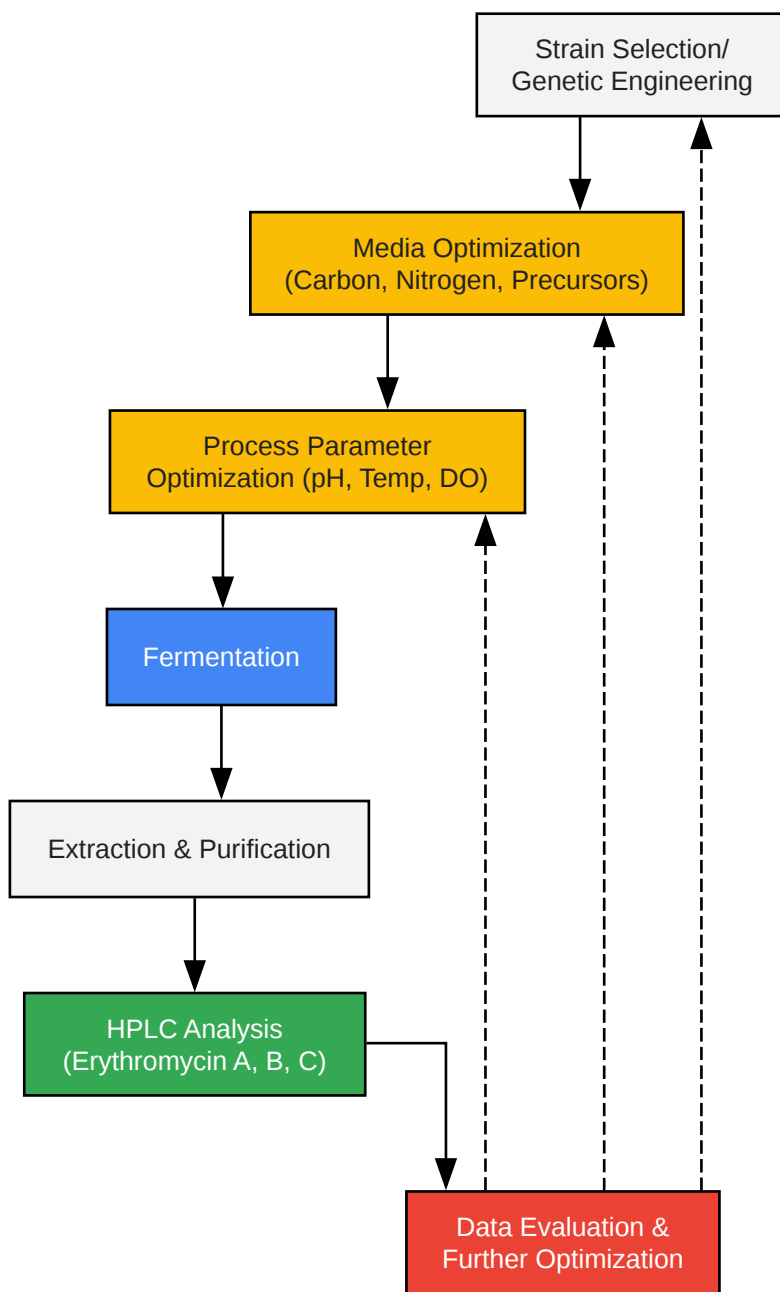 Strain Selection/
Genetic Engineering
Media Optimization
(Carbon, Nitrogen, Precursors)
Process Parameter
Optimization (pH, Temp, DO)
Fermentation
Extraction & Purification
HPLC Analysis
(Erythromycin A, B, C)
Data Evaluation &
Further Optimization